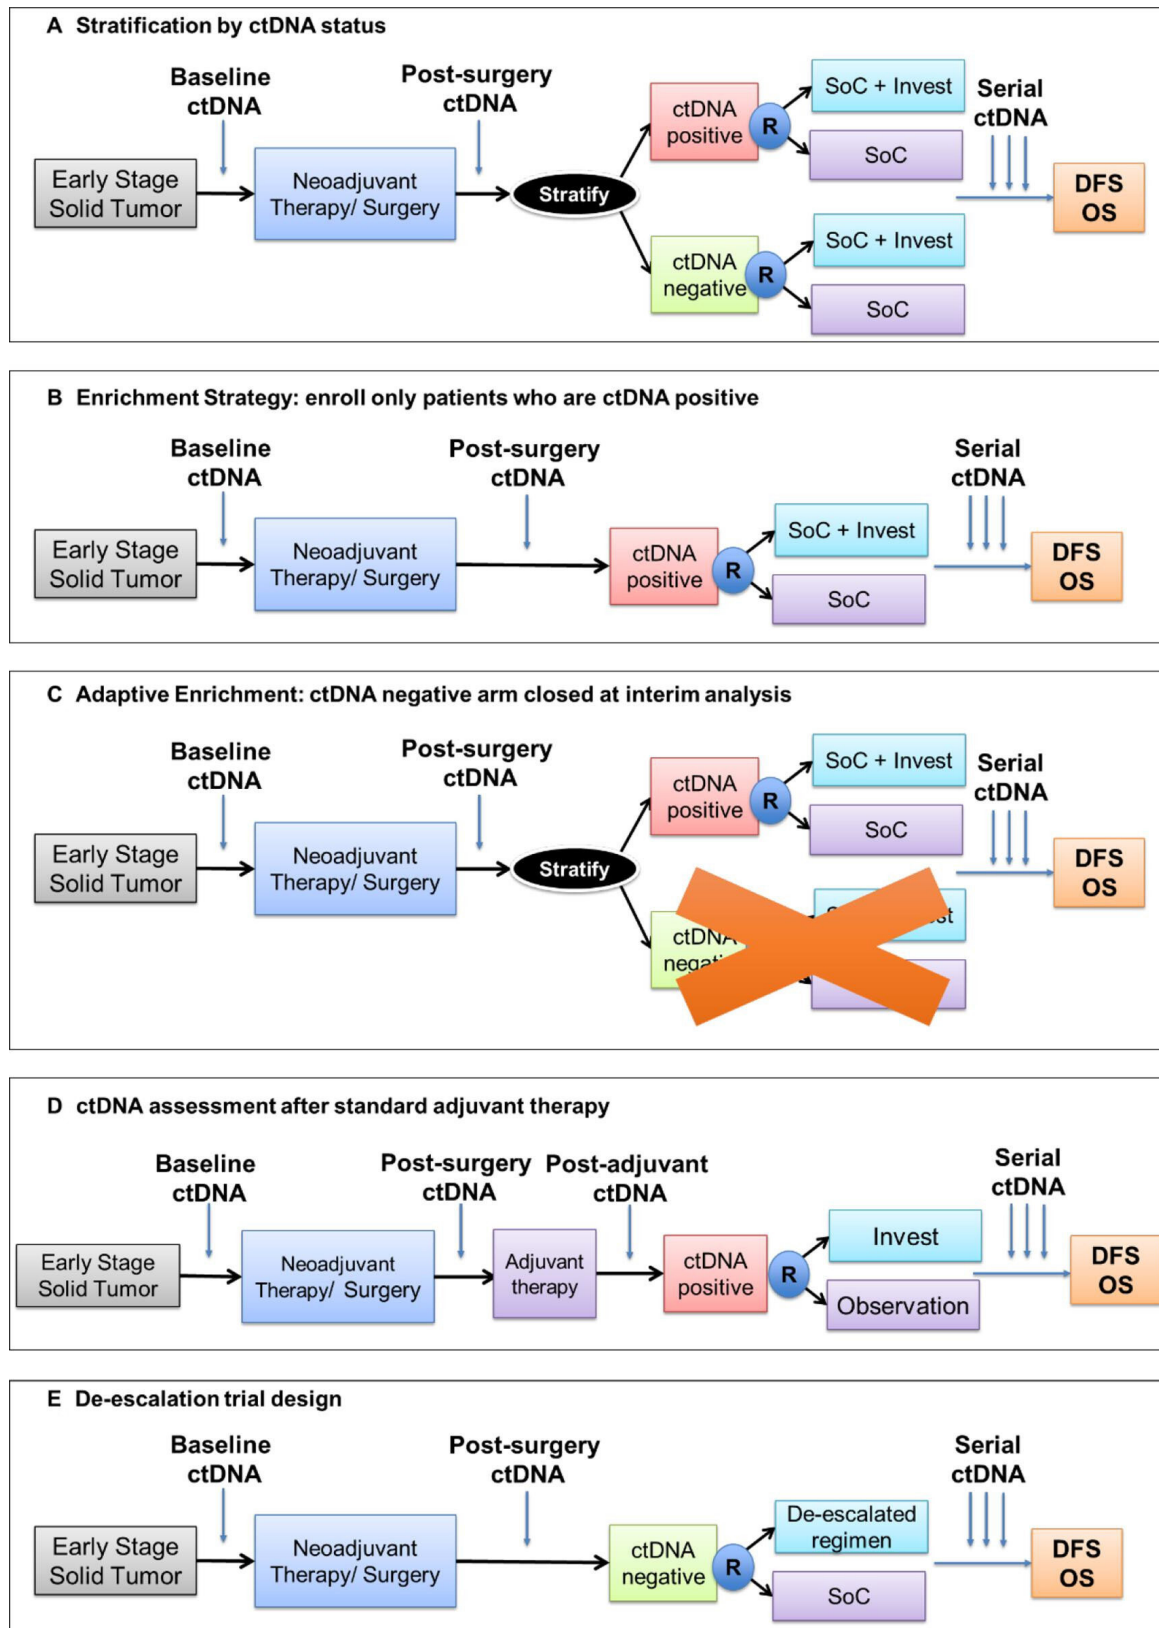 A Stratification by ctDNA status
Baseline
ctDNA
Post-surgery
ctDNA
Early Stage
Solid Tumor
Neoadjuvant
Therapy/ Surgery
Stratify
ctDNA
positive
R
SoC + Invest
SoC
ctDNA
negative
R
SoC + Invest
SoC
Serial
ctDNA
DFS
OS
B Enrichment Strategy: enroll only patients who are ctDNA positive
Baseline
ctDNA
Post-surgery
ctDNA
Early Stage
Solid Tumor
Neoadjuvant
Therapy/ Surgery
ctDNA
positive
R
SoC + Invest
SoC
Serial
ctDNA
DFS
OS
C Adaptive Enrichment: ctDNA negative arm closed at interim analysis
Baseline
ctDNA
Post-surgery
ctDNA
Early Stage
Solid Tumor
Neoadjuvant
Therapy/ Surgery
Stratify
ctDNA
positive
R
SoC + Invest
SoC
ctDNA
Serial
ctDNA
DFS
OS
D ctDNA assessment after standard adjuvant therapy
Baseline
ctDNA
Post-surgery
ctDNA
Post-adjuvant
ctDNA
Early Stage
Solid Tumor
Neoadjuvant
Therapy/ Surgery
Adjuvant
therapy
ctDNA
positive
R
Invest
Observation
Serial
ctDNA
DFS
OS
E De-escalation trial design
Baseline
ctDNA
Post-surgery
ctDNA
Early Stage
Solid Tumor
Neoadjuvant
Therapy/ Surgery
ctDNA
negative
R
De-escalated
regimen
SoC
Serial
ctDNA
DFS
OS